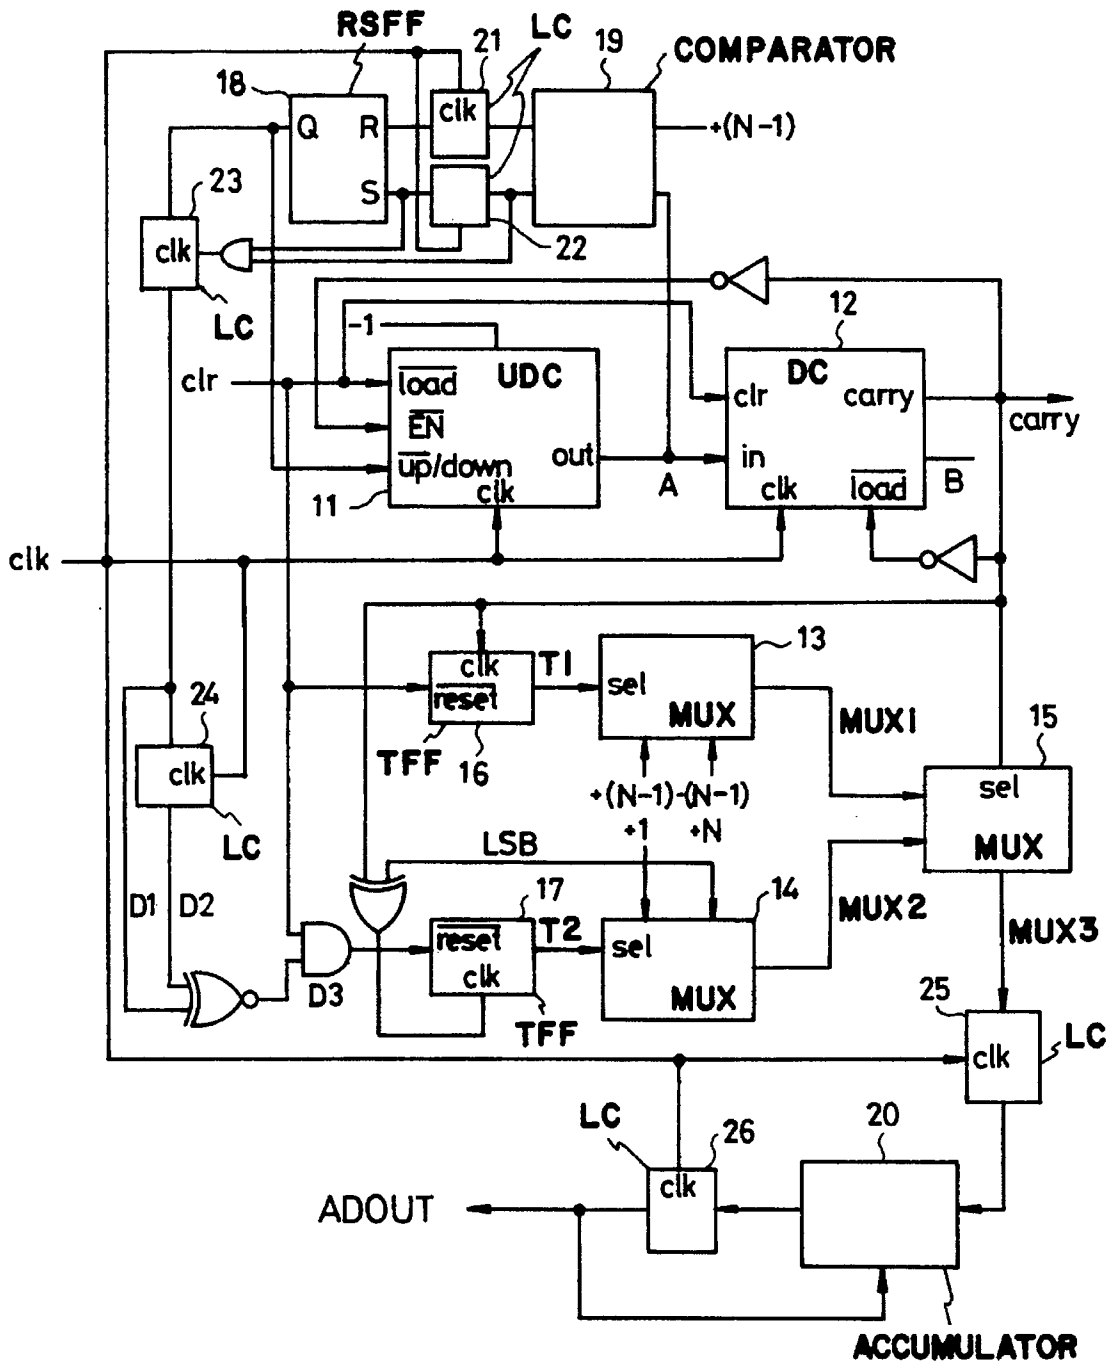 RSFF
21
LC
19
COMPARATOR
18
Q
R
clk
+(N-1)
S
23
clk
22
LC
-1
12
clr
load
UDC
DC
clr
carry
carry
EN
up/down
out
A
in
B
11
clk
clk
load
clk
clk
T1
13
reset
sel
MUX
MUX1
24
TFF
16
15
clk
+(N-1)
-(N-1)
sel
LC
+1
+N
MUX
LSB
D1
D2
17
14
MUX2
reset
T2
sel
MUX3
clk
D3
MUX
25
TFF
clk
LC
LC
26
20
clk
ADOUT
ACCUMULATOR